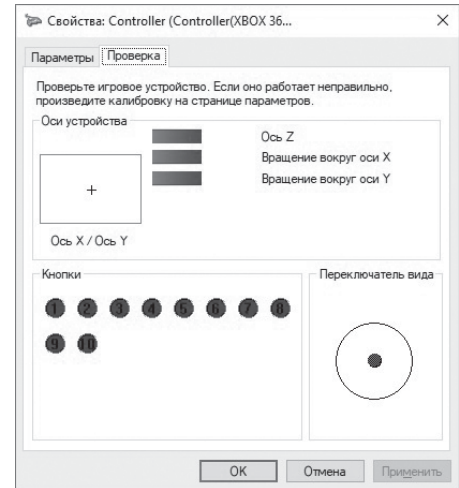 Свойства: Controller (Controller(XBOX 36...
Параметры Проверка
Проверьте игровое устройство. Если оно работает неправильно,
произведите калибровку на странице параметров.
Оси устройства
Ось Z
Вращение вокруг оси X
Вращение вокруг оси Y
Ось X / Ось Y
Кнопки
Переключатель вида
1 2 3 4 5 6 7 8
9 10
OK Отмена Применить